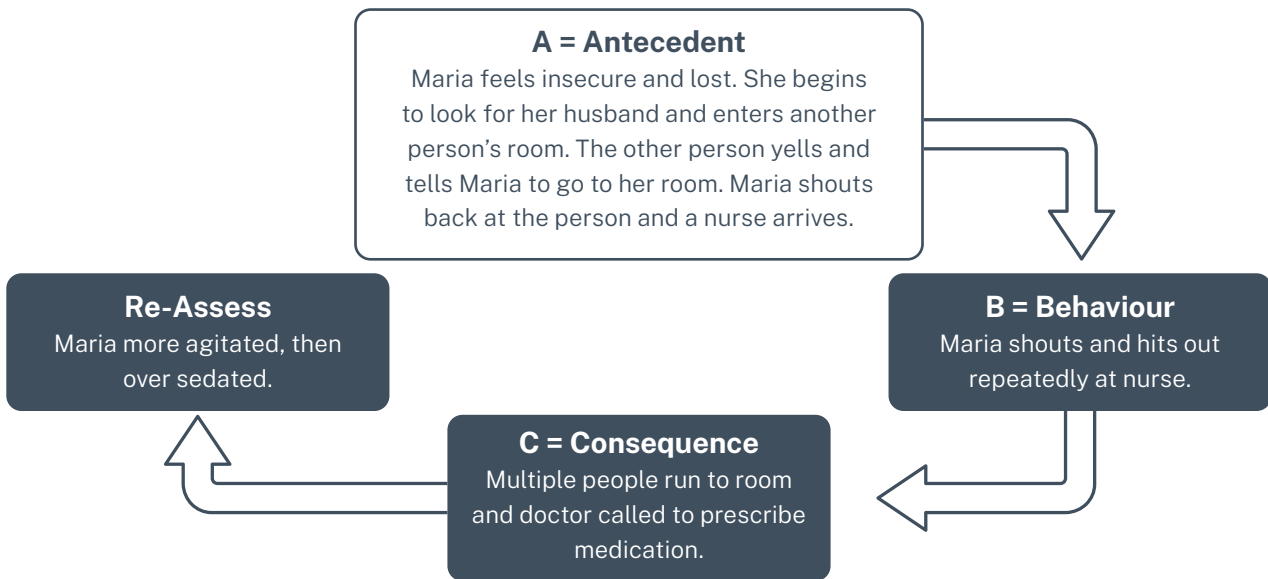 A = Antecedent
Maria feels insecure and lost. She begins
to look for her husband and enters another
person’s room. The other person yells and
tells Maria to go to her room. Maria shouts
back at the person and a nurse arrives.
B = Behaviour
Maria shouts and hits out
repeatedly at nurse.
C = Consequence
Multiple people run to room
and doctor called to prescribe
medication.
Re-Assess
Maria more agitated, then
over sedated.